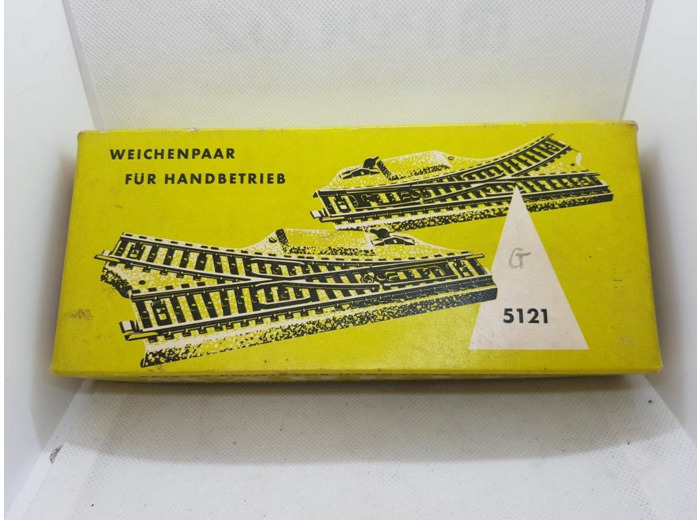 WEICHENPAAR
FÜR HANDBETRIEB
G
5121